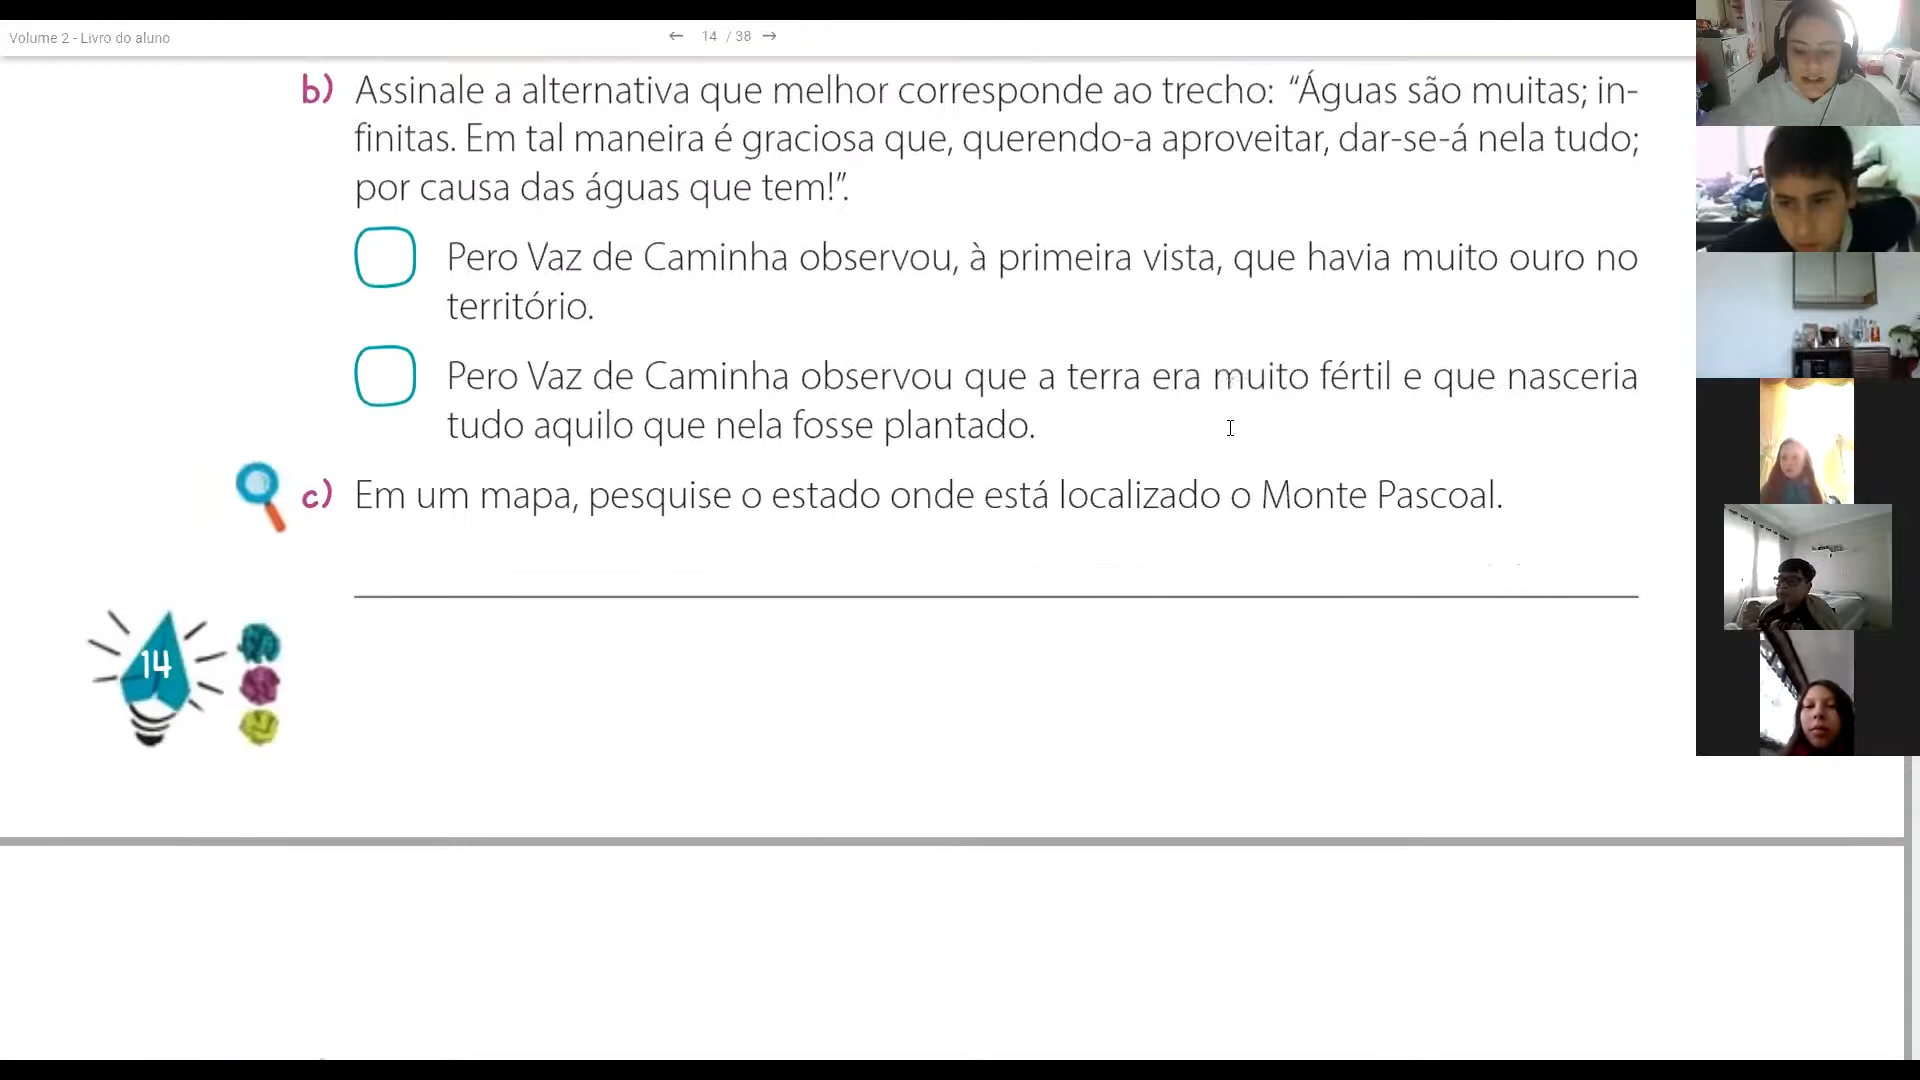 Volume 2 - Livro do aluno
← 14 / 38 →
b) Assinale a alternativa que melhor corresponde ao trecho: “Águas são muitas; in-
finitas. Em tal maneira é graciosa que, querendo-a aproveitar, dar-se-á nela tudo;
por causa das águas que tem!”.
Pero Vaz de Caminha observou, à primeira vista, que havia muito ouro no
território.
Pero Vaz de Caminha observou que a terra era muito fértil e que nasceria
tudo aquilo que nela fosse plantado.
c) Em um mapa, pesquise o estado onde está localizado o Monte Pascoal.
14